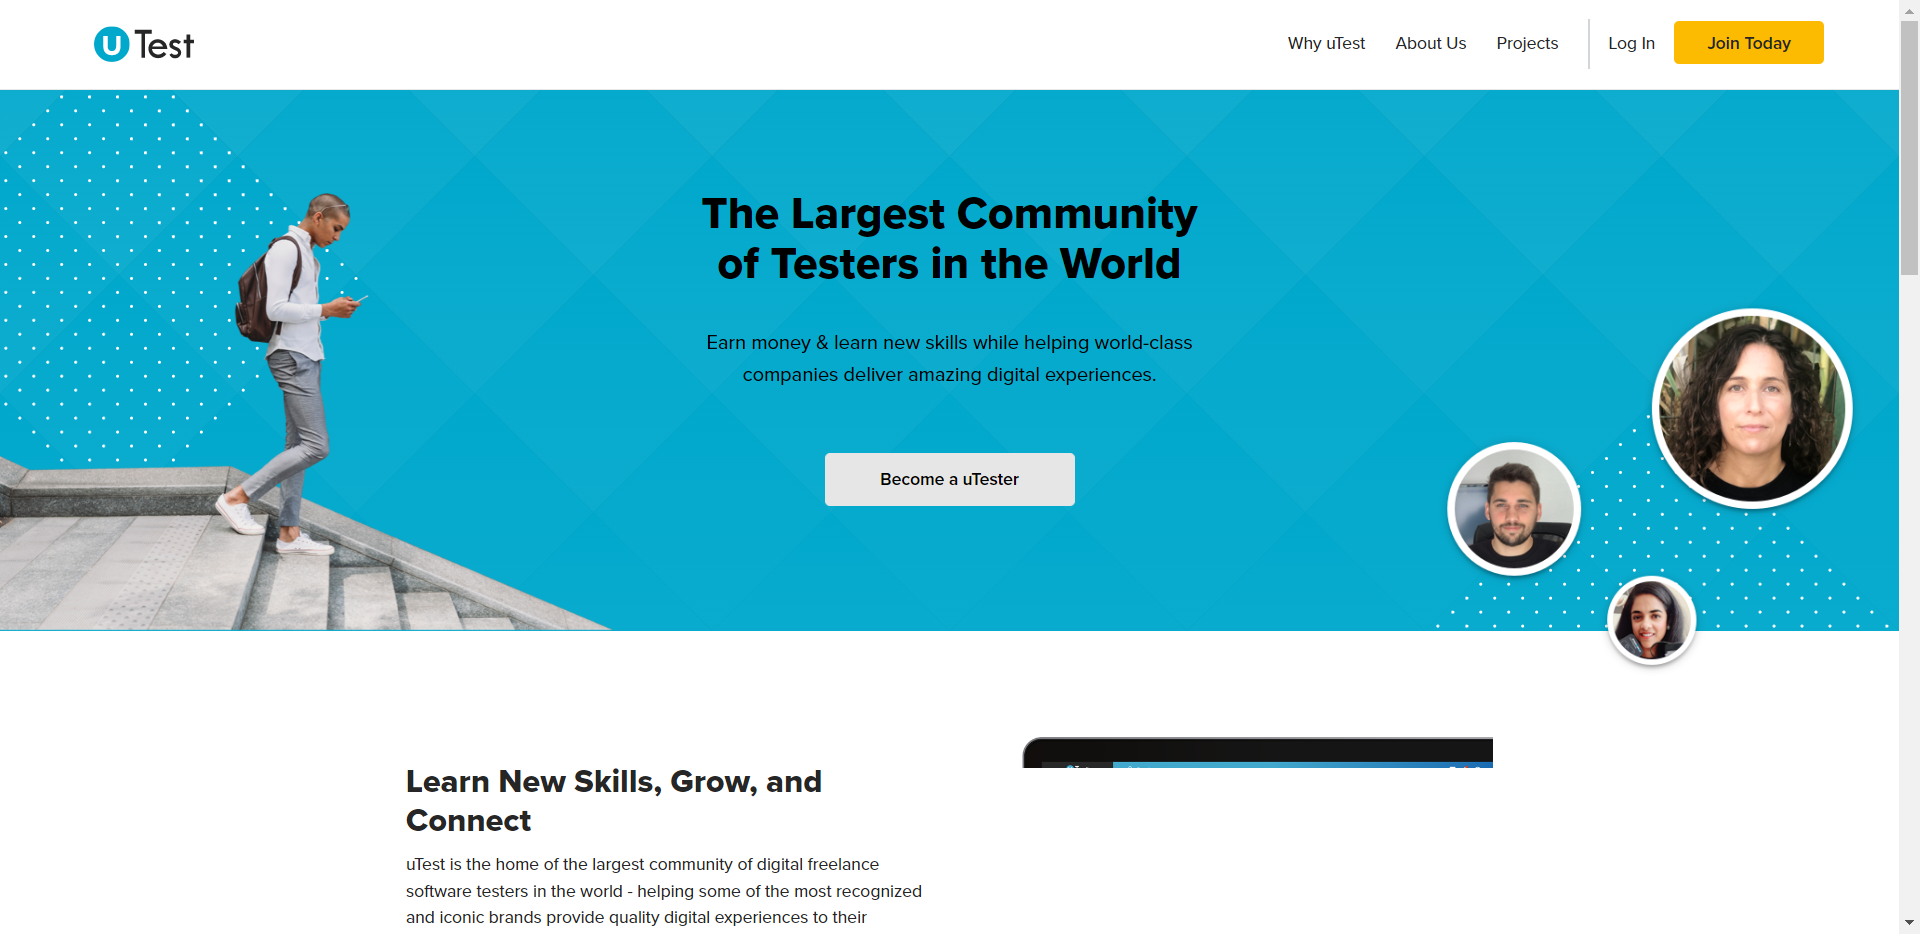 uTest
Why uTest
About Us
Projects
Log In
Join Today
The Largest Community
of Testers in the World
Earn money & learn new skills while helping world-class
companies deliver amazing digital experiences.
Become a uTester
Learn New Skills, Grow, and
Connect
uTest is the home of the largest community of digital freelance
software testers in the world - helping some of the most recognized
and iconic brands provide quality digital experiences to their